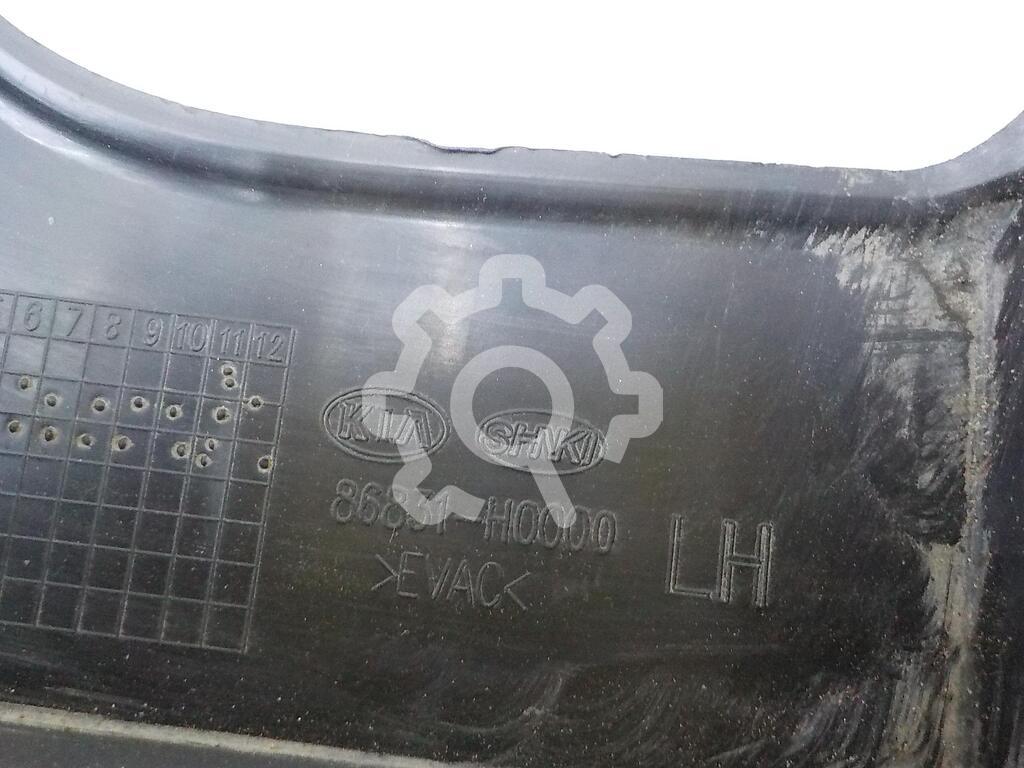 6 7 8 9 10 11 12
KIA SHNKI
86831-H0000
>EVAC<
LH